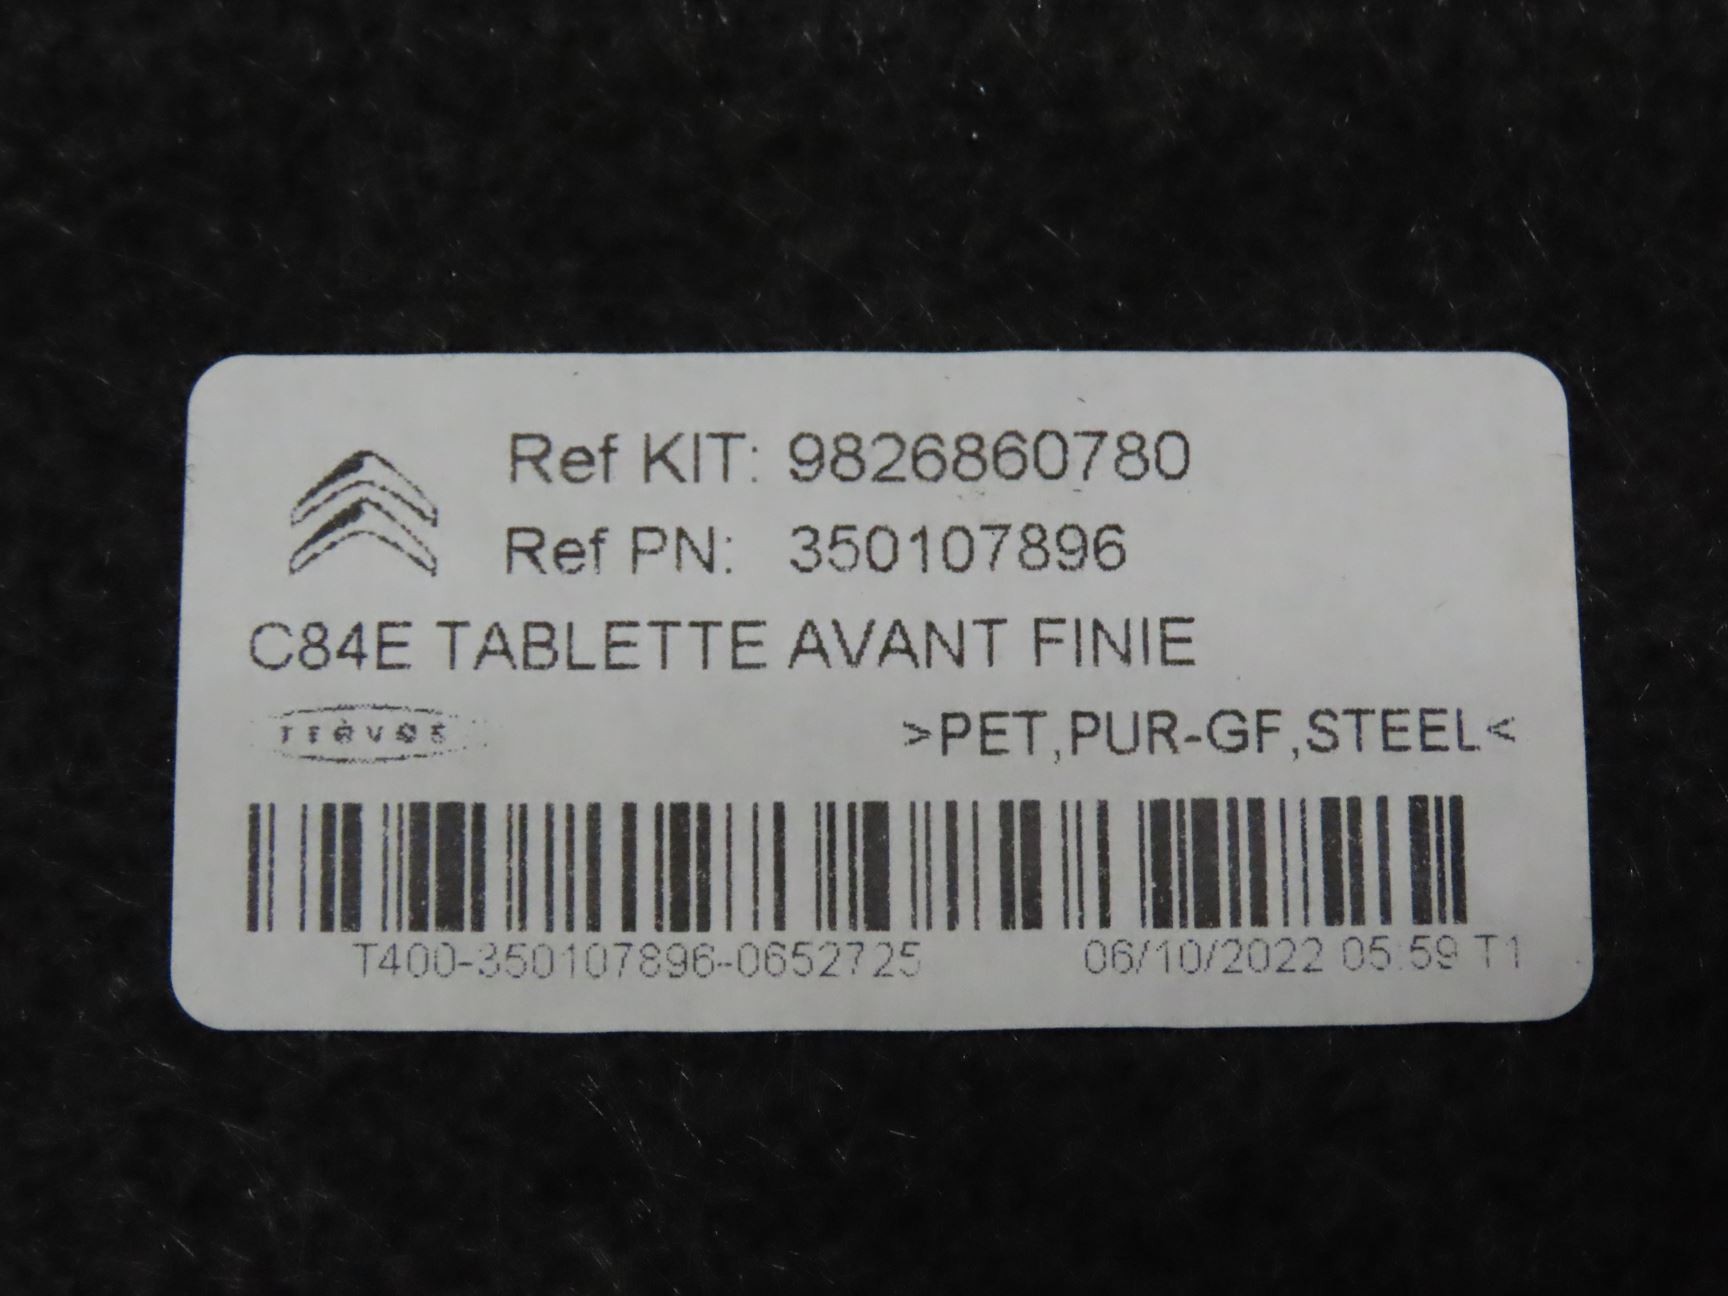 Ref KIT: 9826860780
Ref PN: 350107896
C84E TABLETTE AVANT FINIE
TRÈVES
>PET,PUR-GF,STEEL<
T400-350107896-0652725
06/10/2022 05:59 T1